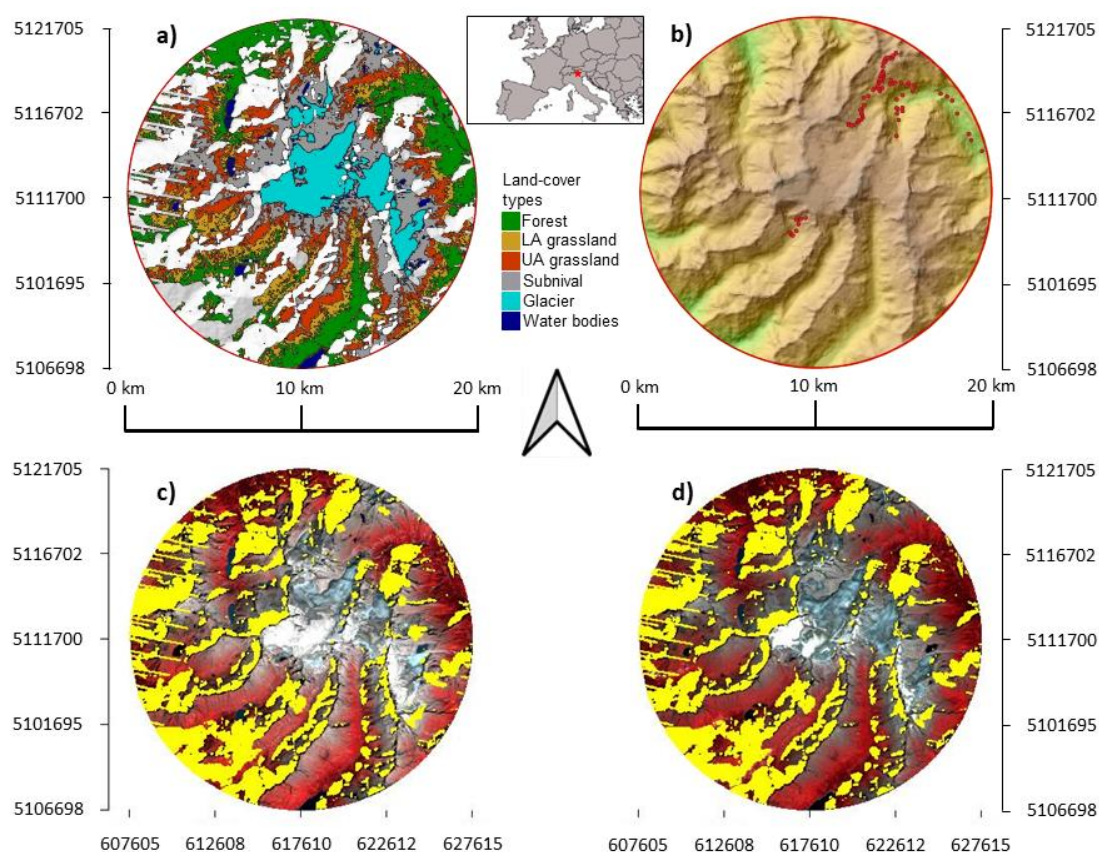 5121705
a)
b)
5121705
5116702
5116702
5111700
5111700
Land-cover
types
Forest
LA grassland
UA grassland
Subnival
Glacier
Water bodies
5101695
5101695
5106698
5106698
0 km
10 km
20 km
0 km
10 km
20 km
5121705
c)
d)
5121705
5116702
5116702
5111700
5111700
5101695
5101695
5106698
5106698
607605
612608
617610
622612
627615
607605
612608
617610
622612
627615